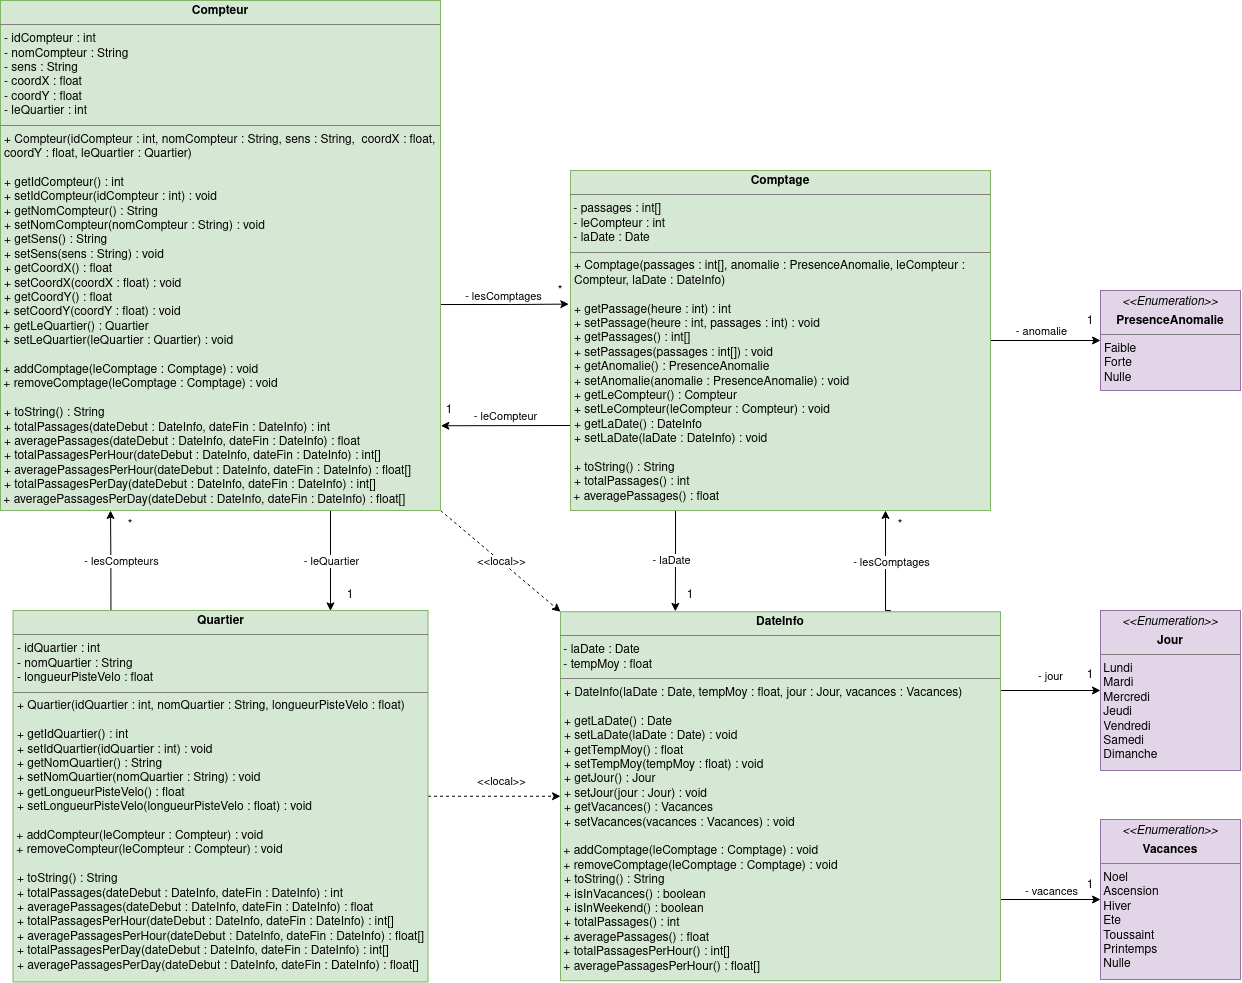 Compteur
- idCompteur : int
- nomCompteur : String
- sens : String
- coordX : float
- coordY : float
- leQuartier : int
+ Compteur(idCompteur : int, nomCompteur : String, sens : String, coordX : float,
coordY : float, leQuartier : Quartier)
+ getIdCompteur() : int
+ setIdCompteur(idCompteur : int) : void
+ getNomCompteur() : String
+ setNomCompteur(nomCompteur : String) : void
+ getSens() : String
+ setSens(sens : String) : void
+ getCoordX() : float
+ setCoordX(coordX : float) : void
+ getCoordY() : float
+ setCoordY(coordY : float) : void
+ getLeQuartier() : Quartier
+ setLeQuartier(leQuartier : Quartier) : void
+ addComptage(leComptage : Comptage) : void
+ removeComptage(leComptage : Comptage) : void
+ toString() : String
+ totalPassages(dateDebut : DateInfo, dateFin : DateInfo) : int
+ averagePassages(dateDebut : DateInfo, dateFin : DateInfo) : float
+ totalPassagesPerHour(dateDebut : DateInfo, dateFin : DateInfo) : int[]
+ averagePassagesPerHour(dateDebut : DateInfo, dateFin : DateInfo) : float[]
+ totalPassagesPerDay(dateDebut : DateInfo, dateFin : DateInfo) : int[]
+ averagePassagesPerDay(dateDebut : DateInfo, dateFin : DateInfo) : float[]
- lesComptages
*
1
- leCompteur
Comptage
- passages : int[]
- leCompteur : int
- laDate : Date
+ Comptage(passages : int[], anomalie : PresenceAnomalie, leCompteur :
Compteur, laDate : DateInfo)
+ getPassage(heure : int) : int
+ setPassage(heure : int, passages : int) : void
+ getPassages() : int[]
+ setPassages(passages : int[]) : void
+ getAnomalie() : PresenceAnomalie
+ setAnomalie(anomalie : PresenceAnomalie) : void
+ getLeCompteur() : Compteur
+ setLeCompteur(leCompteur : Compteur) : void
+ getLaDate() : DateInfo
+ setLaDate(laDate : DateInfo) : void
+ toString() : String
+ totalPassages() : int
+ averagePassages() : float
- anomalie
1
<<Enumeration>>
PresenceAnomalie
Faible
Forte
Nulle
*
- lesCompteurs
- leQuartier
1
<<local>>
- laDate
1
*
- lesComptages
Quartier
- idQuartier : int
- nomQuartier : String
- longueurPisteVelo : float
+ Quartier(idQuartier : int, nomQuartier : String, longueurPisteVelo : float)
+ getIdQuartier() : int
+ setIdQuartier(idQuartier : int) : void
+ getNomQuartier() : String
+ setNomQuartier(nomQuartier : String) : void
+ getLongueurPisteVelo() : float
+ setLongueurPisteVelo(longueurPisteVelo : float) : void
+ addCompteur(leCompteur : Compteur) : void
+ removeCompteur(leCompteur : Compteur) : void
+ toString() : String
+ totalPassages(dateDebut : DateInfo, dateFin : DateInfo) : int
+ averagePassages(dateDebut : DateInfo, dateFin : DateInfo) : float
+ totalPassagesPerHour(dateDebut : DateInfo, dateFin : DateInfo) : int[]
+ averagePassagesPerHour(dateDebut : DateInfo, dateFin : DateInfo) : float[]
+ totalPassagesPerDay(dateDebut : DateInfo, dateFin : DateInfo) : int[]
+ averagePassagesPerDay(dateDebut : DateInfo, dateFin : DateInfo) : float[]
<<local>>
DateInfo
- laDate : Date
- tempMoy : float
+ DateInfo(laDate : Date, tempMoy : float, jour : Jour, vacances : Vacances)
+ getLaDate() : Date
+ setLaDate(laDate : Date) : void
+ getTempMoy() : float
+ setTempMoy(tempMoy : float) : void
+ getJour() : Jour
+ setJour(jour : Jour) : void
+ getVacances() : Vacances
+ setVacances(vacances : Vacances) : void
+ addComptage(leComptage : Comptage) : void
+ removeComptage(leComptage : Comptage) : void
+ toString() : String
+ isInVacances() : boolean
+ isInWeekend() : boolean
+ totalPassages() : int
+ averagePassages() : float
+ totalPassagesPerHour() : int[]
+ averagePassagesPerHour() : float[]
- jour
1
<<Enumeration>>
Jour
Lundi
Mardi
Mercredi
Jeudi
Vendredi
Samedi
Dimanche
- vacances
1
<<Enumeration>>
Vacances
Noel
Ascension
Hiver
Ete
Toussaint
Printemps
Nulle